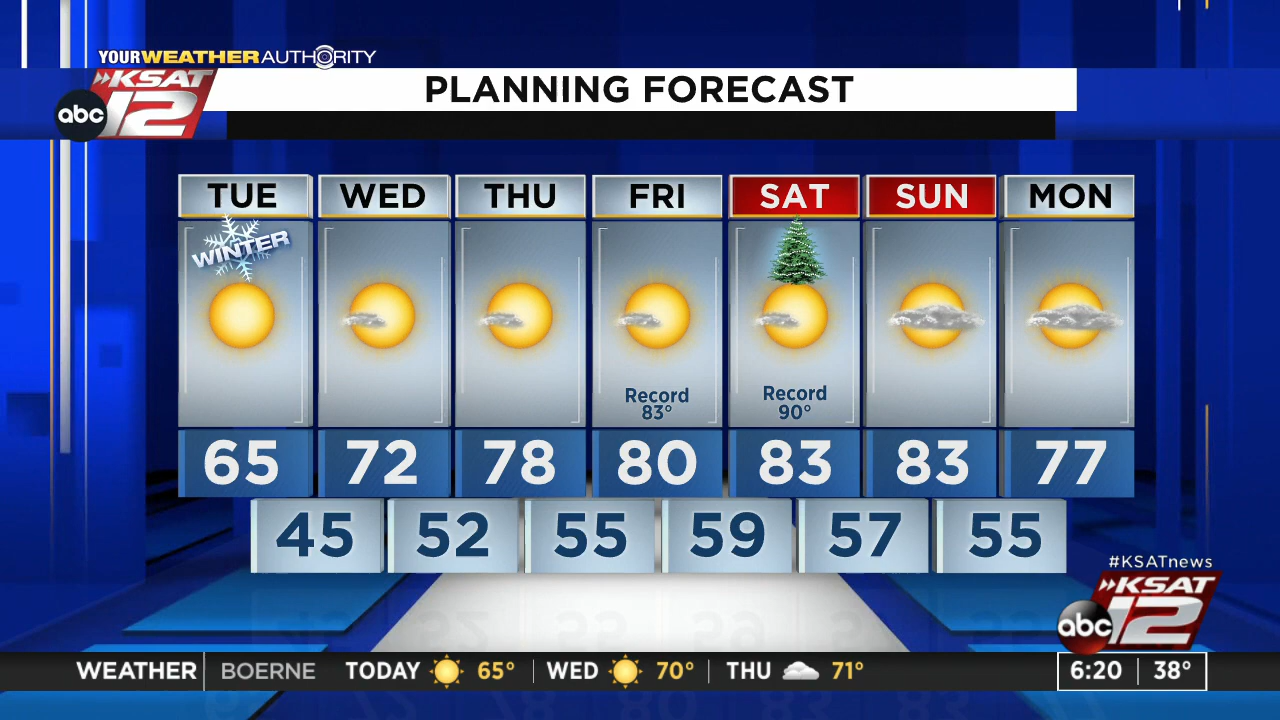 YOURWEATHERAUTHORITY
KSAT
abc 12
PLANNING FORECAST
TUE WED THU FRI SAT SUN MON
WINTER
Record Record
83° 90°
65 72 78 80 83 83 77
45 52 55 59 57 55
#KSATnews
KSAT
abc 12
WEATHER BOERNE TODAY 65° WED 70° THU 71° 6:20 38°